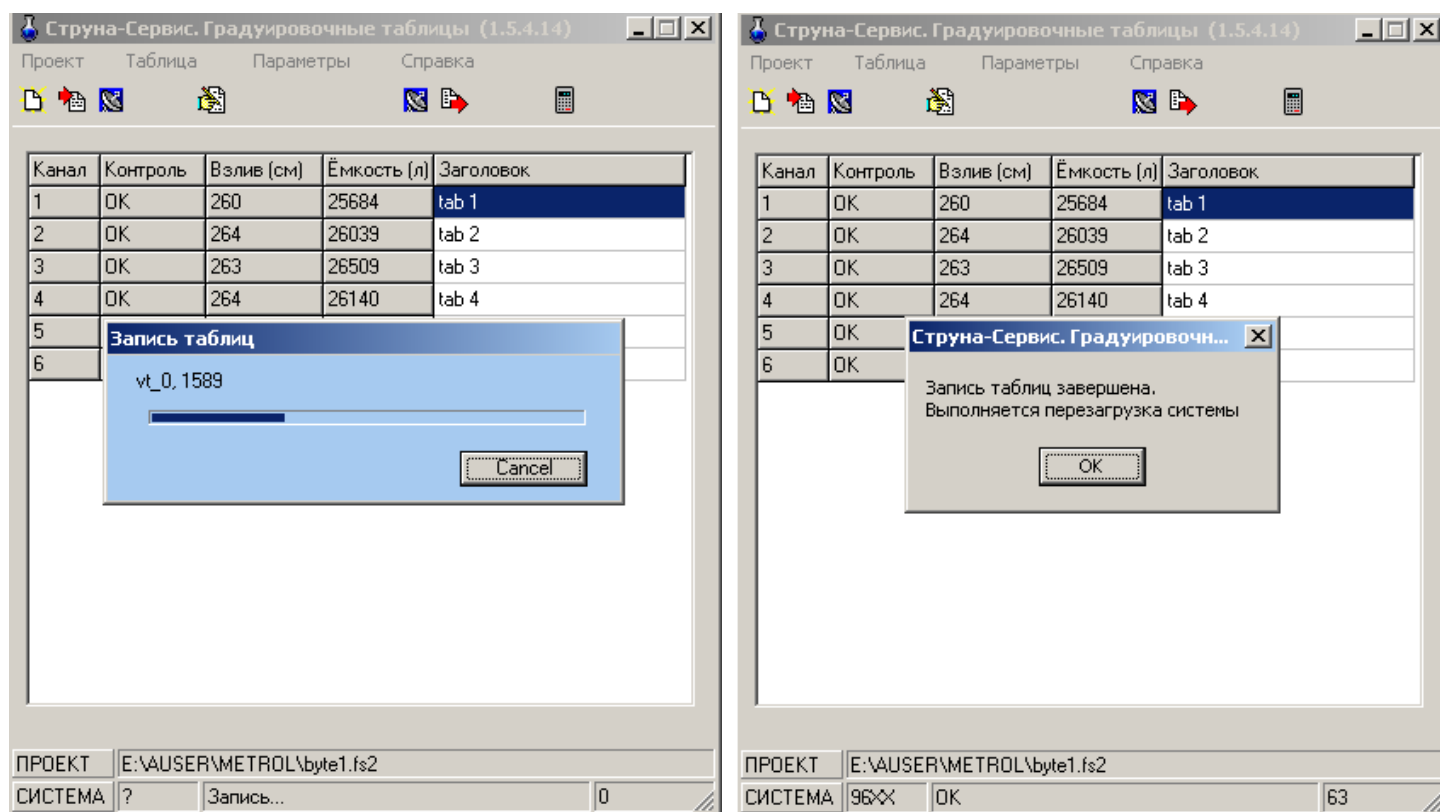 Струна-Сервис. Градуировочные таблицы (1.5.4.14)
Проект Таблица Параметры Справка
Канал Контроль Взлив (см) Ёмкость (л) Заголовок
1 OK 260 25684 tab 1
2 OK 264 26039 tab 2
3 OK 263 26509 tab 3
4 OK 264 26140 tab 4
5
6
Запись таблиц
vt_0, 1589
Cancel
ПРОЕКТ E:\AUSER\METROL\byte1.fs2
СИСТЕМА ? Запись... 0
Струна-Сервис. Градуировочные таблицы (1.5.4.14)
Проект Таблица Параметры Справка
Канал Контроль Взлив (см) Ёмкость (л) Заголовок
1 OK 260 25684 tab 1
2 OK 264 26039 tab 2
3 OK 263 26509 tab 3
4 OK 264 26140 tab 4
5 OK
6 OK
Струна-Сервис. Градуировочн...
Запись таблиц завершена.
Выполняется перезагрузка системы
OK
ПРОЕКТ E:\AUSER\METROL\byte1.fs2
СИСТЕМА 96XX OK 63